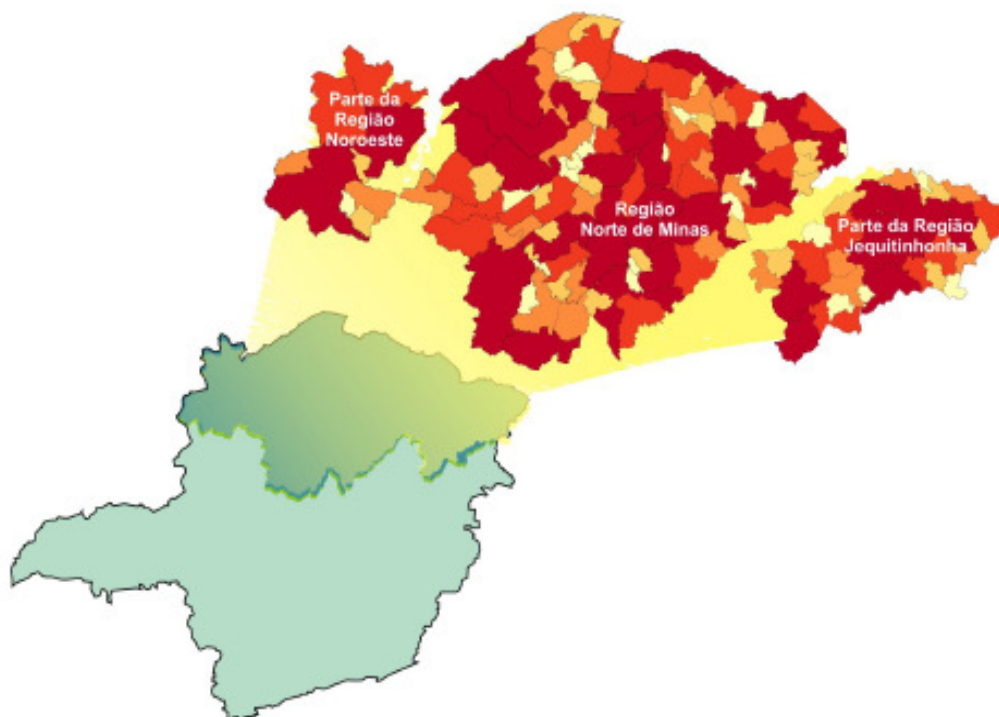 Parte da
Região
Noroeste
Região
Norte de Minas
Parte da Região
Jequitinhonha